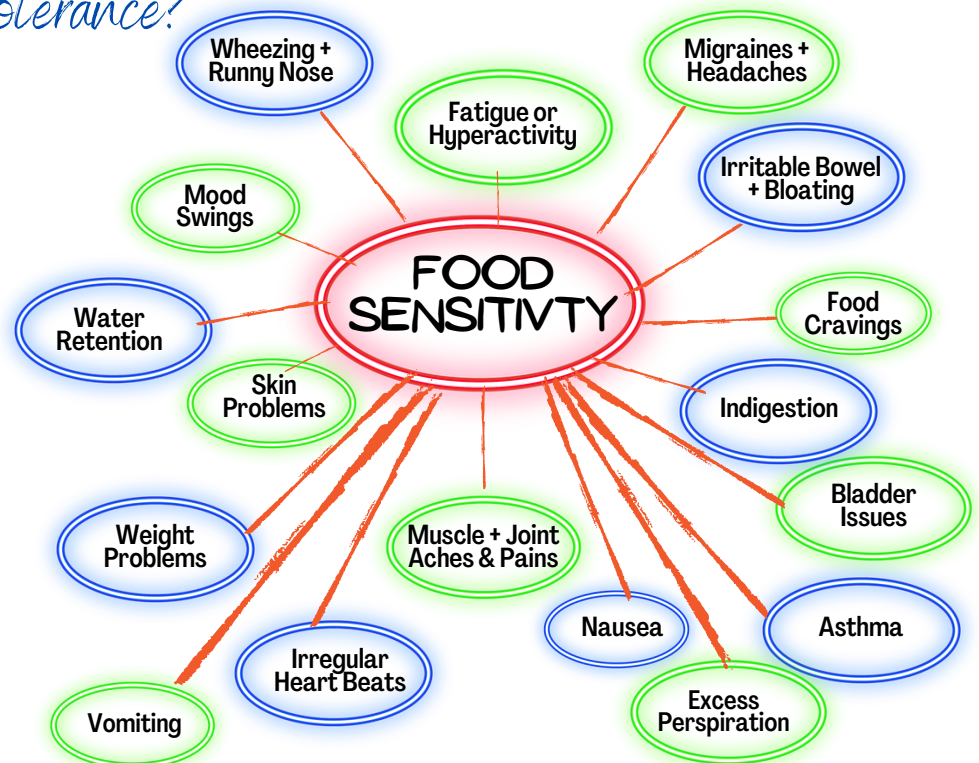 olerance?
Wheezing +
Runny Nose
Migraines +
Headaches
Fatigue or
Hyperactivity
Irritable Bowel
+ Bloating
Mood
Swings
FOOD
SENSITIVTY
Water
Retention
Food
Cravings
Skin
Problems
Indigestion
Bladder
Issues
Weight
Problems
Muscle + Joint
Aches & Pains
Nausea
Asthma
Irregular
Heart Beats
Excess
Perspiration
Vomiting